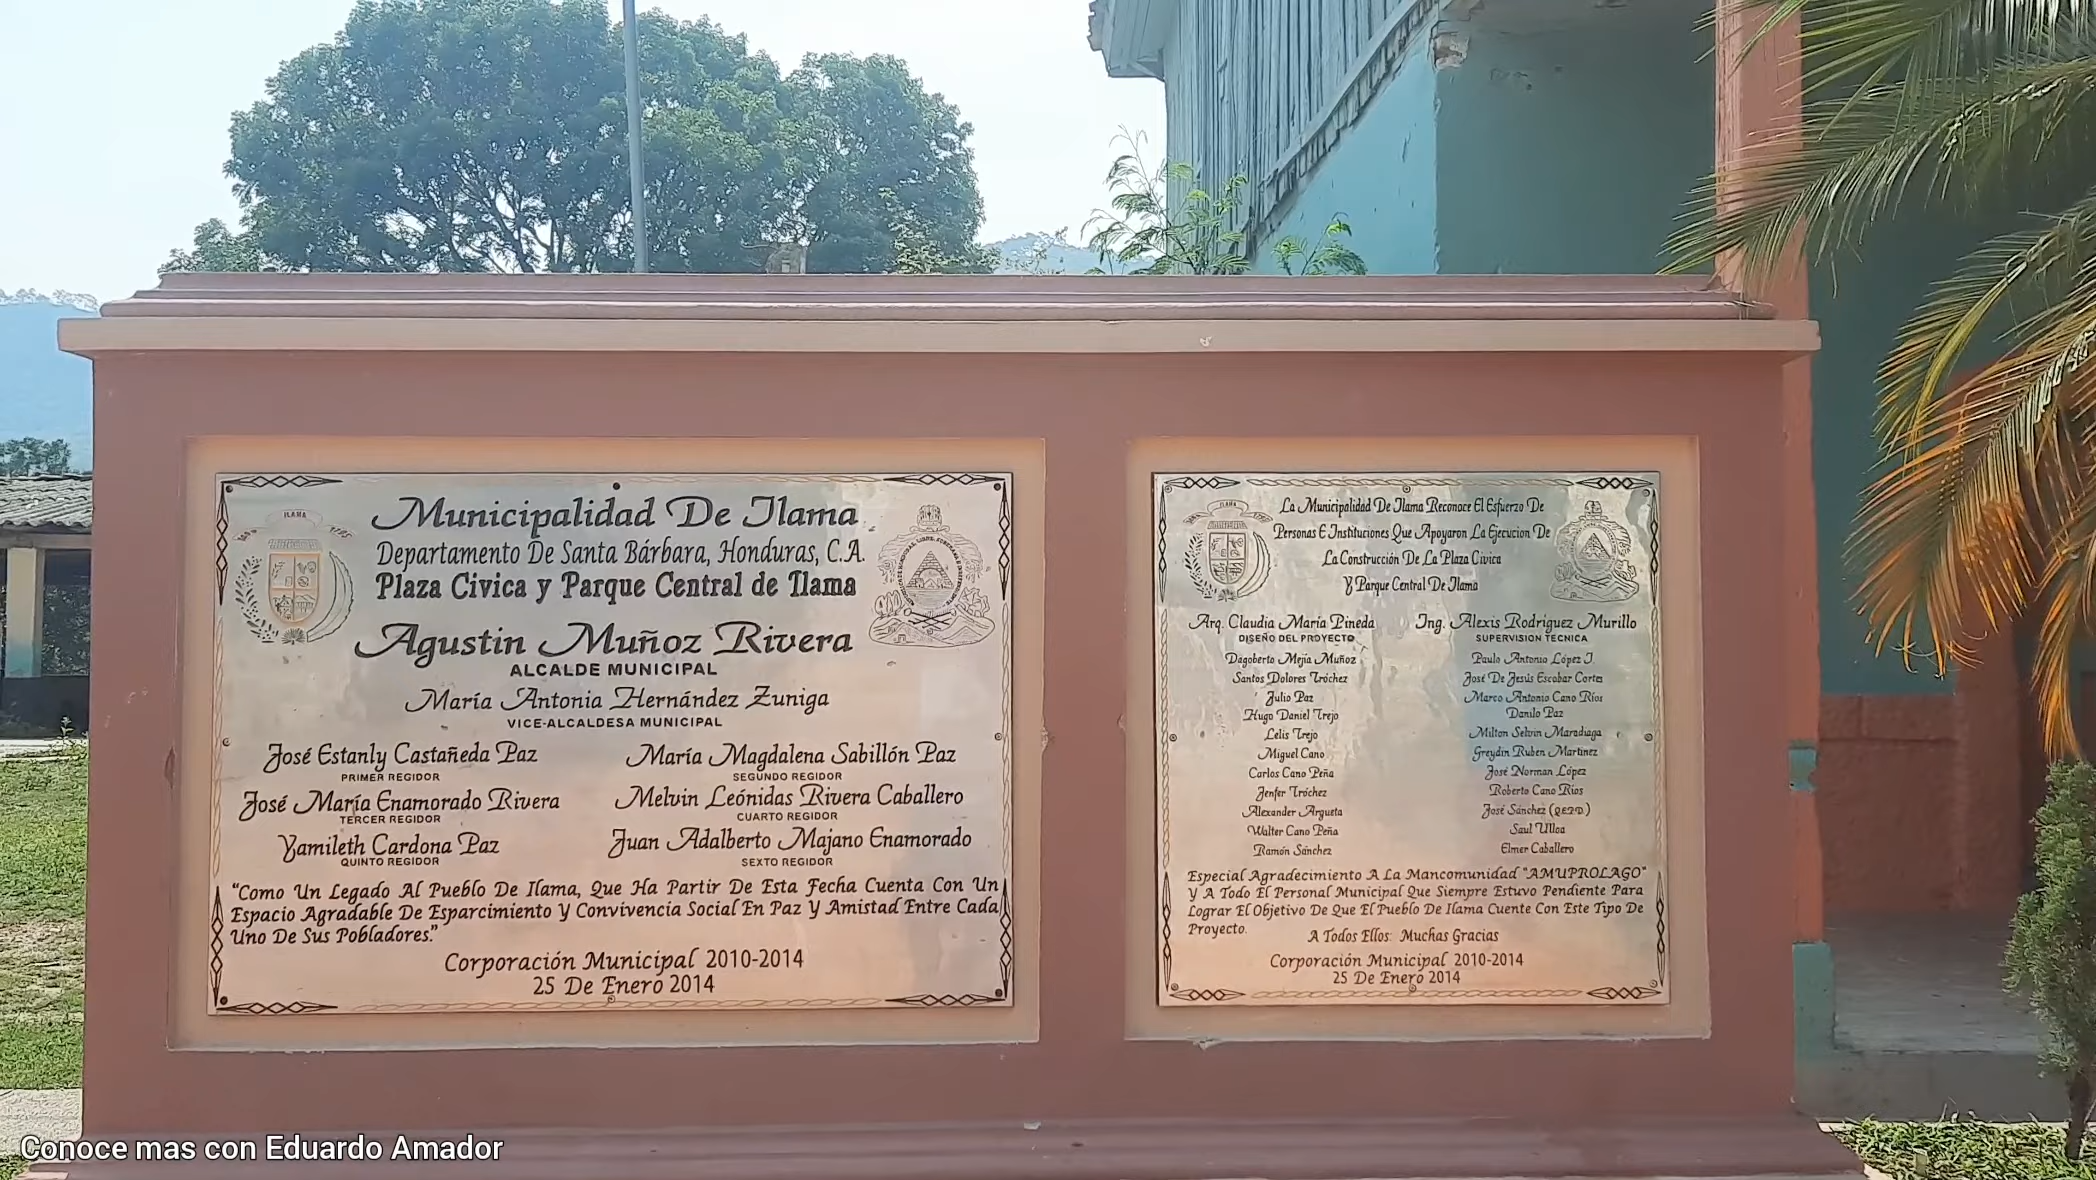 ILAMA
Municipalidad De Ilama
Departamento De Santa Bárbara, Honduras, C.A.
Plaza Civica y Parque Central de Ilama
Agustin Muñoz Rivera
ALCALDE MUNICIPAL
María Antonia Hernández Zuniga
VICE-ALCALDESA MUNICIPAL
José Estanly Castañeda Paz
PRIMER REGIDOR
María Magdalena Sabillón Paz
SEGUNDO REGIDOR
José María Enamorado Rivera
TERCER REGIDOR
Melvin Leónidas Rivera Caballero
CUARTO REGIDOR
Yamileth Cardona Paz
QUINTO REGIDOR
Juan Adalberto Majano Enamorado
SEXTO REGIDOR
"Como Un Legado Al Pueblo De Ilama, Que Ha Partir De Esta Fecha Cuenta Con Un
Espacio Agradable De Esparcimiento Y Convivencia Social En Paz Y Amistad Entre Cada
Uno De Sus Pobladores."
Corporación Municipal 2010-2014
25 De Enero 2014
ILAMA
La Municipalidad De Ilama Reconoce El Esfuerzo De
Personas E Instituciones Que Apoyaron La Ejecucion De
La Construcción De La Plaza Civica
Y Parque Central De Ilama
Arq. Claudia María Pineda
DISEÑO DEL PROYECTO
Dagoberto Mejía Muñoz
Santos Dolores Tróchez
Julio Paz
Hugo Daniel Trejo
Lelis Trejo
Miguel Cano
Carlos Cano Peña
Jenfer Tróchez
Alexander Argueta
Walter Cano Peña
Ramón Sánchez
Ing. Alexis Rodriguez Murillo
SUPERVISION TECNICA
Paulo Antonio López J.
José De Jesús Escobar Cortes
Marco Antonio Cano Ríos
Danilo Paz
Milton Selvin Maradiaga
Greydin Ruben Martinez
José Norman López
Roberto Cano Rios
José Sánchez (Q.E.P.D.)
Saul Ulloa
Elmer Caballero
Especial Agradecimiento A La Mancomunidad "AMUPROLAGO"
Y A Todo El Personal Municipal Que Siempre Estuvo Pendiente Para
Lograr El Objetivo De Que El Pueblo De Ilama Cuente Con Este Tipo De
Proyecto.
A Todos Ellos: Muchas Gracias
Corporación Municipal 2010-2014
25 De Enero 2014
Conoce mas con Eduardo Amador